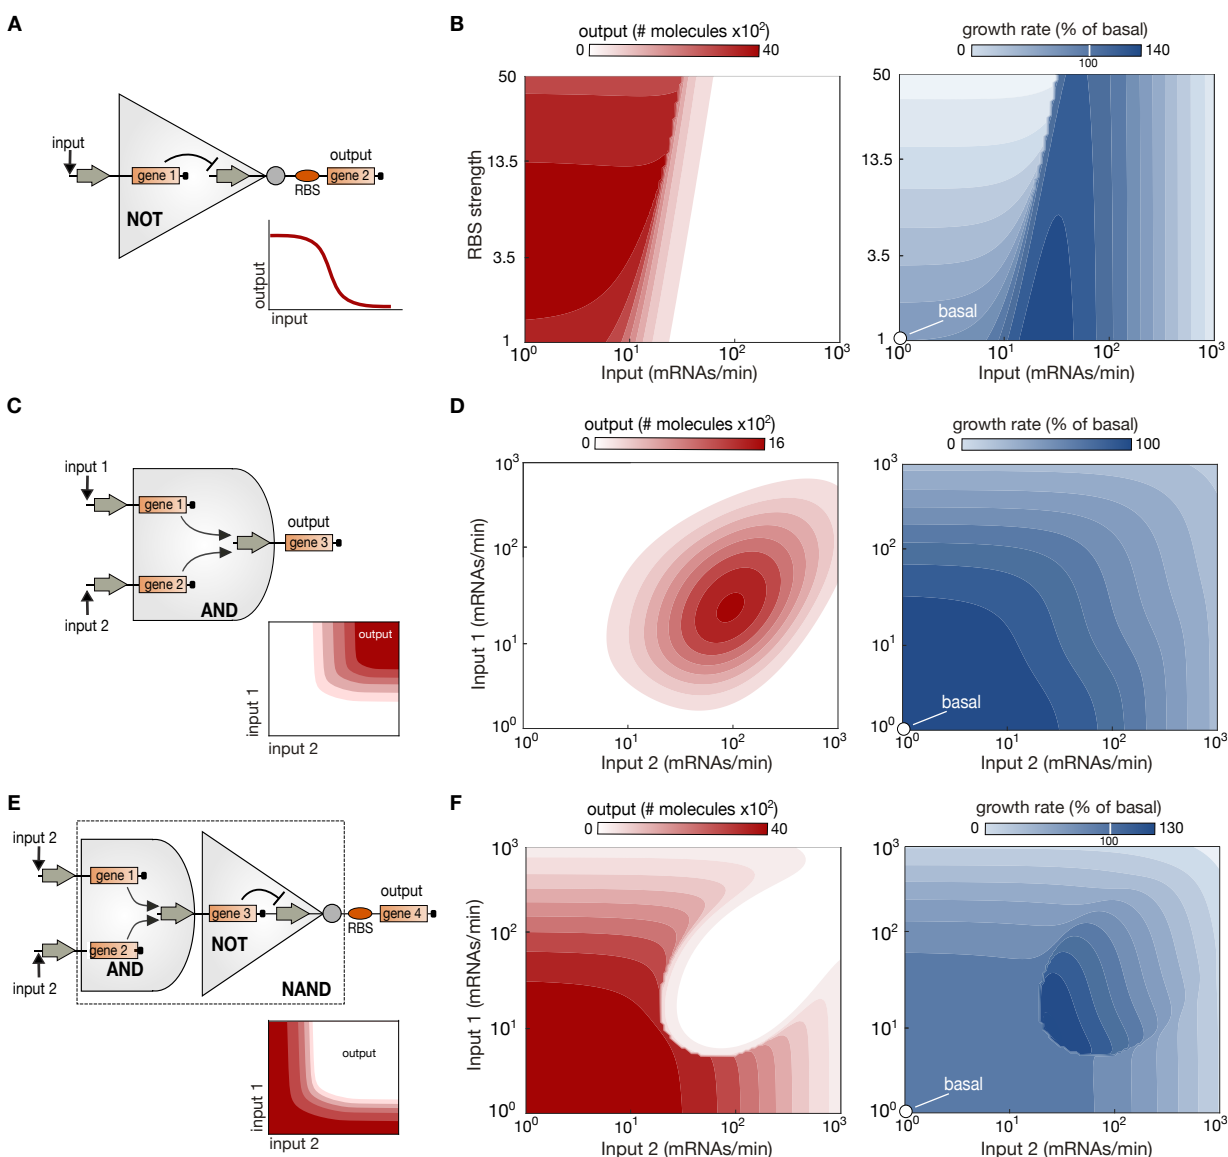 A
input
gene 1
NOT
RBS
output
gene 2
output
input
B
output (# molecules x10²)
0
40
RBS strength
50
13.5
3.5
1
10⁰
10¹
10²
10³
Input (mRNAs/min)
growth rate (% of basal)
0
100
140
50
13.5
3.5
1
basal
10⁰
10¹
10²
10³
Input (mRNAs/min)
C
input 1
gene 1
gene 2
input 2
AND
output
gene 3
output
input 1
input 2
D
output (# molecules x10²)
0
16
Input 1 (mRNAs/min)
10³
10²
10¹
10⁰
10⁰
10¹
10²
10³
Input 2 (mRNAs/min)
growth rate (% of basal)
0
100
10³
10²
10¹
10⁰
basal
10⁰
10¹
10²
10³
Input 2 (mRNAs/min)
E
input 2
gene 1
gene 2
AND
input 2
gene 3
NOT
NAND
RBS
output
gene 4
output
input 1
input 2
F
output (# molecules x10²)
0
40
Input 1 (mRNAs/min)
10³
10²
10¹
10⁰
10⁰
10¹
10²
10³
Input 2 (mRNAs/min)
growth rate (% of basal)
0
100
130
10³
10²
10¹
10⁰
basal
10⁰
10¹
10²
10³
Input 2 (mRNAs/min)